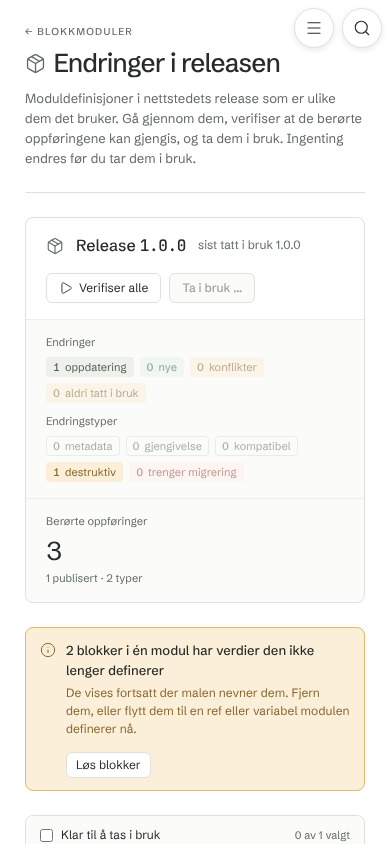 ← BLOKKMODULER
Endringer i releasen
Moduldefinisjoner i nettstedets release som er ulike
dem det bruker. Gå gjennom dem, verifiser at de berørte
oppføringene kan gjengis, og ta dem i bruk. Ingenting
endres før du tar dem i bruk.
Release 1.0.0 sist tatt i bruk 1.0.0
Verifiser alle Ta i bruk ...
Endringer
1 oppdatering 0 nye 0 konflikter
0 aldri tatt i bruk
Endringstyper
0 metadata 0 gjengivelse 0 kompatibel
1 destruktiv 0 trenger migrering
Berørte oppføringer
3
1 publisert · 2 typer
2 blokker i én modul har verdier den ikke
lenger definerer
De vises fortsatt der malen nevner dem. Fjern
dem, eller flytt dem til en ref eller variabel modulen
definerer nå.
Løs blokker
Klar til å tas i bruk 0 av 1 valgt